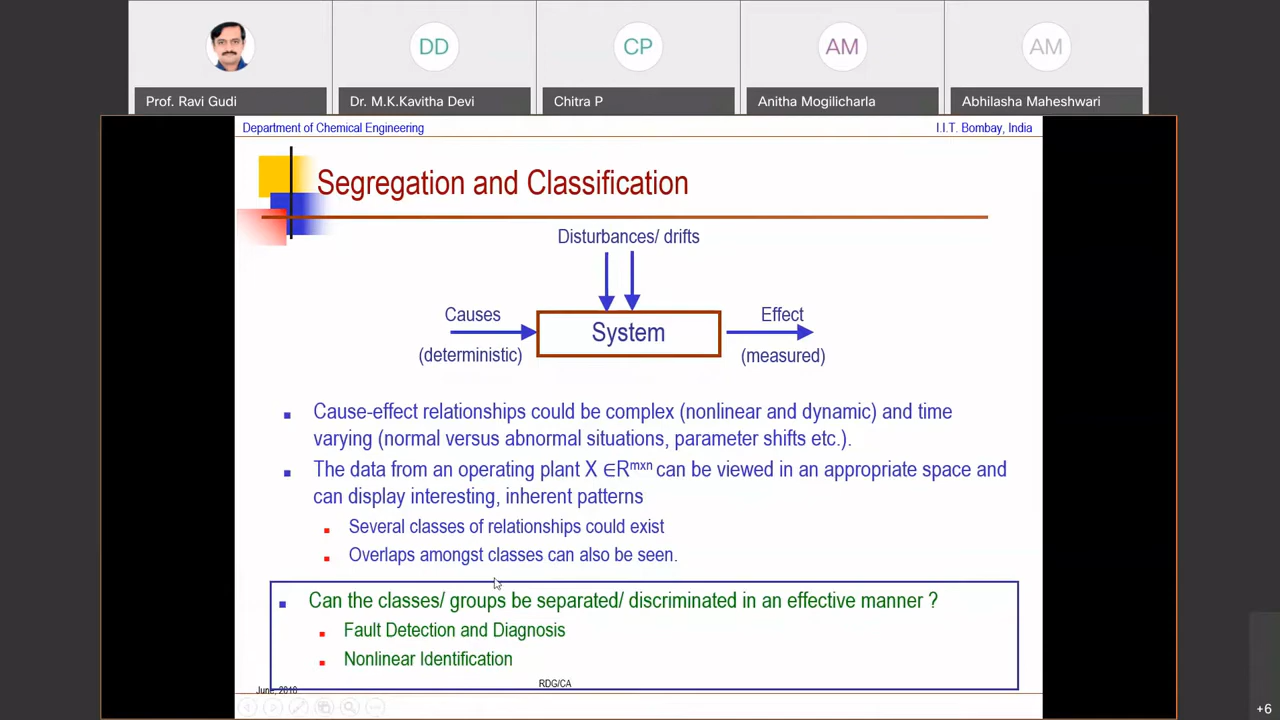 DD
CP
AM
AM
Prof. Ravi Gudi
Dr. M.K.Kavitha Devi
Chitra P
Anitha Mogilicharla
Abhilasha Maheshwari
Department of Chemical Engineering
I.I.T. Bombay, India
Segregation and Classification
Disturbances/ drifts
Causes
System
Effect
(deterministic)
(measured)
Cause-effect relationships could be complex (nonlinear and dynamic) and time
varying (normal versus abnormal situations, parameter shifts etc.).
The data from an operating plant X ∈Rᵐˣⁿ can be viewed in an appropriate space and
can display interesting, inherent patterns
Several classes of relationships could exist
Overlaps amongst classes can also be seen.
Can the classes/ groups be separated/ discriminated in an effective manner ?
Fault Detection and Diagnosis
Nonlinear Identification
RDG/CA
June, 2010
+6